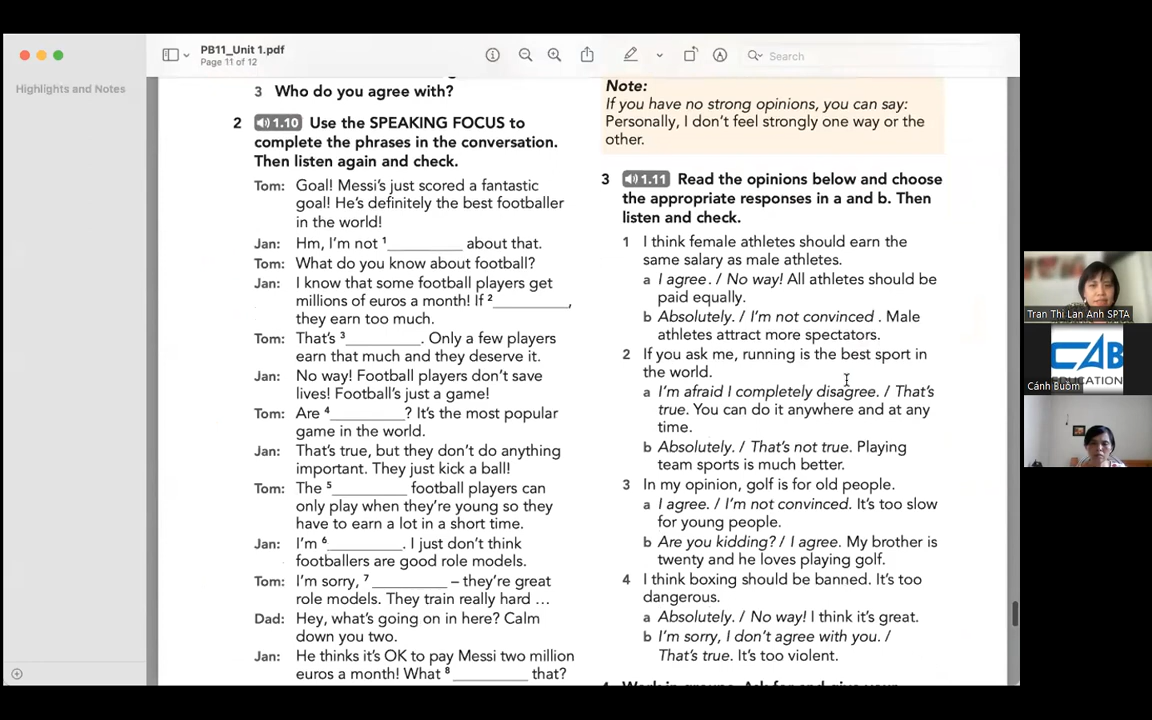 PB11_Unit 1.pdf
Page 11 of 12
Search
Highlights and Notes
3 Who do you agree with?
2 1.10 Use the SPEAKING FOCUS to
complete the phrases in the conversation.
Then listen again and check.
Tom: Goal! Messi's just scored a fantastic
goal! He's definitely the best footballer
in the world!
Jan: Hm, I'm not 1__________ about that.
Tom: What do you know about football?
Jan: I know that some football players get
millions of euros a month! If 2__________,
they earn too much.
Tom: That's 3__________. Only a few players
earn that much and they deserve it.
Jan: No way! Football players don't save
lives! Football's just a game!
Tom: Are 4__________? It's the most popular
game in the world.
Jan: That's true, but they don't do anything
important. They just kick a ball!
Tom: The 5__________ football players can
only play when they're young so they
have to earn a lot in a short time.
Jan: I'm 6__________. I just don't think
footballers are good role models.
Tom: I'm sorry, 7__________ – they're great
role models. They train really hard ...
Dad: Hey, what's going on in here? Calm
down you two.
Jan: He thinks it's OK to pay Messi two million
euros a month! What 8__________ that?
Note:
If you have no strong opinions, you can say:
Personally, I don't feel strongly one way or the
other.
3 1.11 Read the opinions below and choose
the appropriate responses in a and b. Then
listen and check.
1 I think female athletes should earn the
same salary as male athletes.
a I agree. / No way! All athletes should be
paid equally.
b Absolutely. / I'm not convinced . Male
athletes attract more spectators.
2 If you ask me, running is the best sport in
the world.
a I'm afraid I completely disagree. / That's
true. You can do it anywhere and at any
time.
b Absolutely. / That's not true. Playing
team sports is much better.
3 In my opinion, golf is for old people.
a I agree. / I'm not convinced. It's too slow
for young people.
b Are you kidding? / I agree. My brother is
twenty and he loves playing golf.
4 I think boxing should be banned. It's too
dangerous.
a Absolutely. / No way! I think it's great.
b I'm sorry, I don't agree with you. /
That's true. It's too violent.
Tran Thi Lan Anh SPTA
CAB
EDUCATION
Cánh Buồm